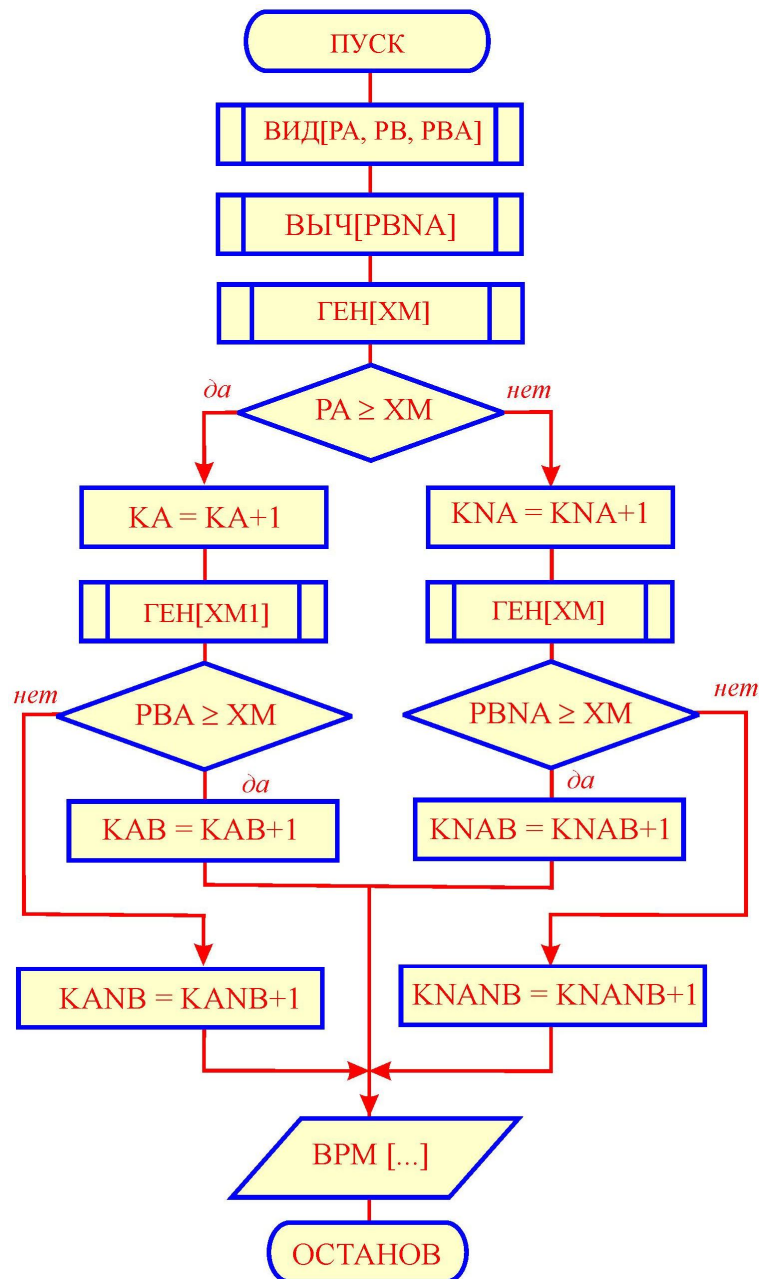 ПУСК
ВИД[PA, PB, PBA]
ВЫЧ[PBNA]
ГЕН[XM]
да
нет
PA ≥ XM
KA = KA+1
KNA = KNA+1
ГЕН[XM1]
ГЕН[XM]
нет
нет
PBA ≥ XM
PBNA ≥ XM
да
да
KAB = KAB+1
KNAB = KNAB+1
KANB = KANB+1
KNANB = KNANB+1
ВРМ [...]
ОСТАНОВ